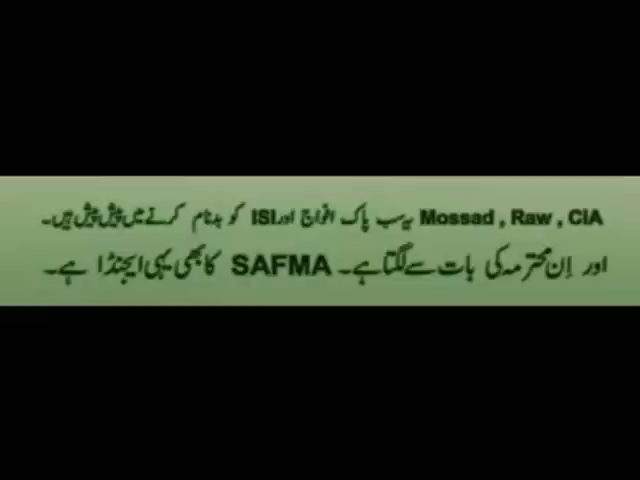 Mossad , Raw , CIA یہ سب پاک افواج اور ISI کو بدنام کرنے میں پیش پیش ہیں۔
اور اِن محترمہ کی بات سے لگتا ہے۔ SAFMA کا بھی یہی ایجنڈا ہے۔